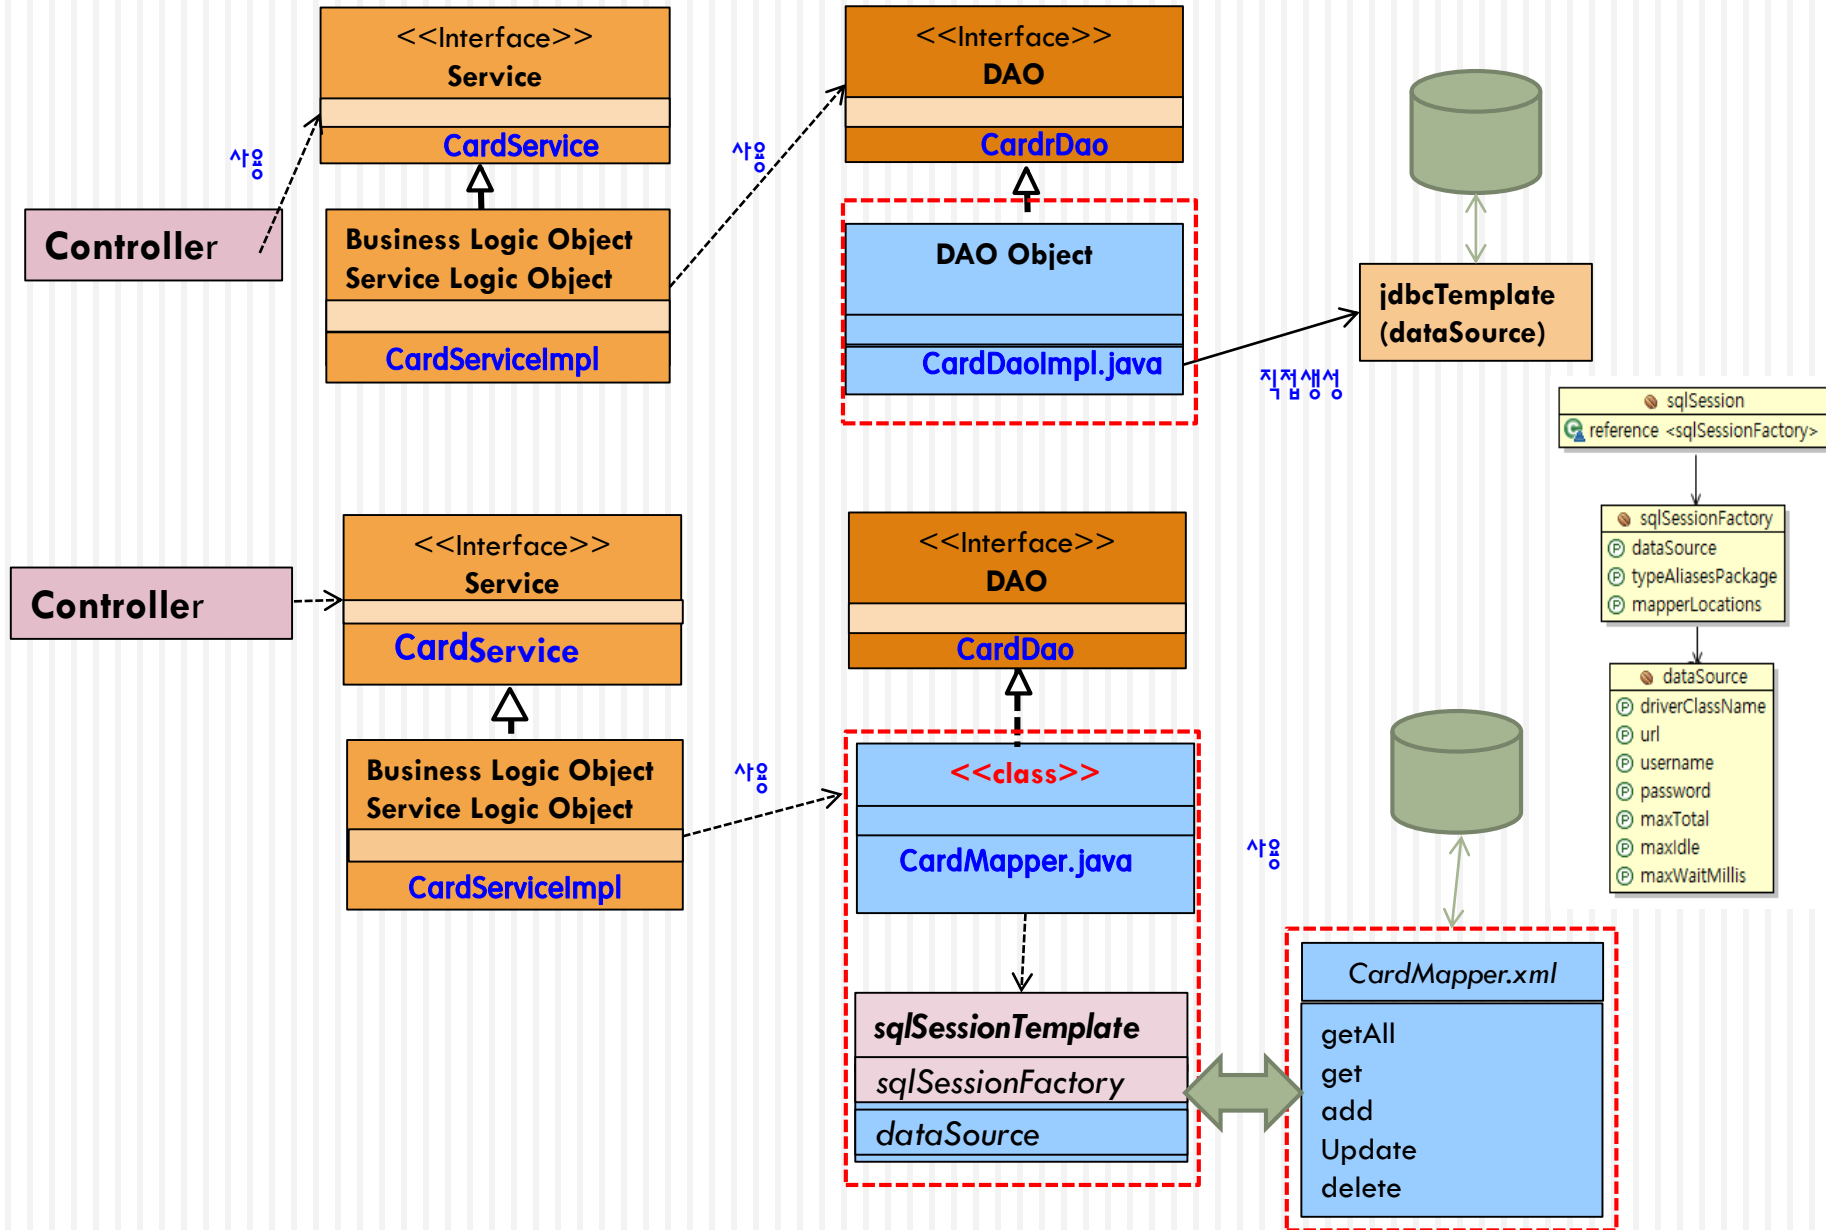 <<Interface>>
Service
CardService
<<Interface>>
DAO
CardrDao
사용
사용
Controller
Business Logic Object
Service Logic Object
CardServiceImpl
DAO Object
CardDaoImpl.java
jdbcTemplate
(dataSource)
직접생성
sqlSession
reference <sqlSessionFactory>
sqlSessionFactory
dataSource
typeAliasesPackage
mapperLocations
dataSource
driverClassName
url
username
password
maxTotal
maxIdle
maxWaitMillis
<<Interface>>
Service
CardService
<<Interface>>
DAO
CardDao
Controller
Business Logic Object
Service Logic Object
CardServiceImpl
사용
<<class>>
CardMapper.java
사용
sqlSessionTemplate
sqlSessionFactory
dataSource
CardMapper.xml
getAll
get
add
Update
delete